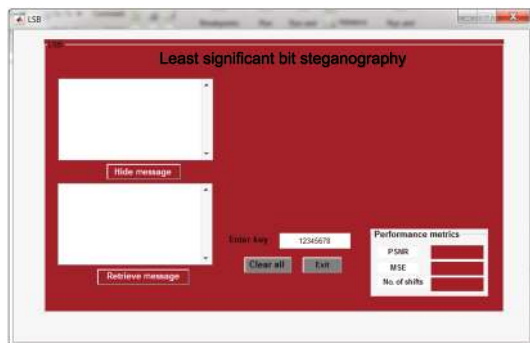 LSB
Least significant bit steganography
Hide message
Enter key 12345678
Clear all Exit
Retrieve message
Performance metrics
PSNR
MSE
No. of shifts